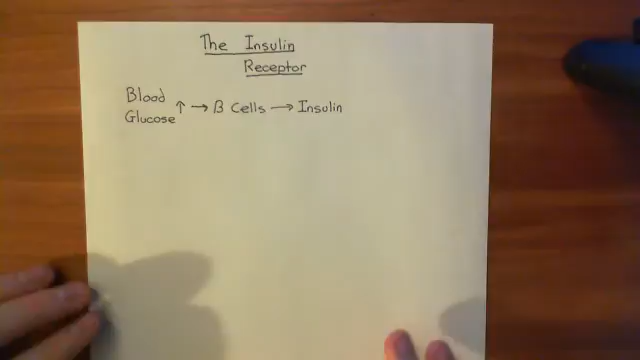 The Insulin
Receptor
Blood
Glucose ↑ → β Cells → Insulin